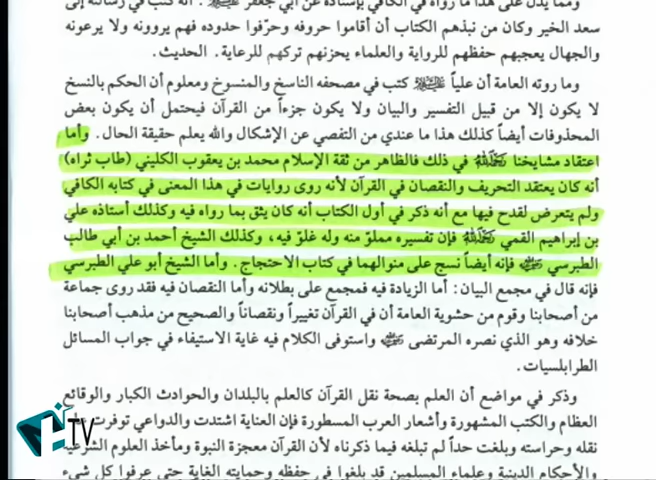 ومما يدل على هذا ما رواه في الكافي بإسناده عن أبي جعفر أنه كتب في رسالته إلى
سعد الخير وكان من نبذهم الكتاب أن أقاموا حروفه وحرّفوا حدوده فهم يروونه ولا يرعونه
والجهال يعجبهم حفظهم للرواية والعلماء يحزنهم تركهم للرعاية . الحديث.
وما روته العامة أن علياً كتب في مصحفه الناسخ والمنسوخ ومعلوم أن الحكم بالنسخ
لا يكون إلا من قبيل التفسير والبيان ولا يكون جزءاً من القرآن فيحتمل أن يكون بعض
المحذوفات أيضاً كذلك هذا ما عندي من التفصي عن الإشكال والله يعلم حقيقة الحال . وأما
اعتقاد مشايخنا في ذلك فالظاهر من ثقة الإسلام محمد بن يعقوب الكليني (طاب ثراه)
أنه كان يعتقد التحريف والنقصان في القرآن لأنه روى روايات في هذا المعنى في كتابه الكافي
ولم يتعرض لقدح فيها مع أنه ذكر في أول الكتاب أنه كان يثق بما رواه فيه وكذلك أستاذه علي
بن إبراهيم القمي فإن تفسيره مملوّ منه وله غلوّ فيه، وكذلك الشيخ أحمد بن أبي طالب
الطبرسي فإنه أيضاً نسج على منوالهما في كتاب الاحتجاج. وأما الشيخ أبو علي الطبرسي
فإنه قال في مجمع البيان: أما الزيادة فيه فمجمع على بطلانه وأما النقصان فيه فقد روى جماعة
من أصحابنا وقوم من حشوية العامة أن في القرآن تغييراً ونقصاناً والصحيح من مذهب أصحابنا
خلافه وهو الذي نصره المرتضى واستوفى الكلام فيه غاية الاستيفاء في جواب المسائل
الطرابلسيات.
وذكر في مواضع أن العلم بصحة نقل القرآن كالعلم بالبلدان والحوادث الكبار والوقائع
العظام والكتب المشهورة وأشعار العرب المسطورة فإن العناية اشتدت والدواعي توفرت على
نقله وحراسته وبلغت حداً لم تبلغه فيما ذكرناه لأن القرآن معجزة النبوة ومأخذ العلوم الشرعية
والأحكام الدينية وعلماء المسلمين قد بلغوا في حفظه وحمايته الغاية حتى عرفوا كل شيء
TV